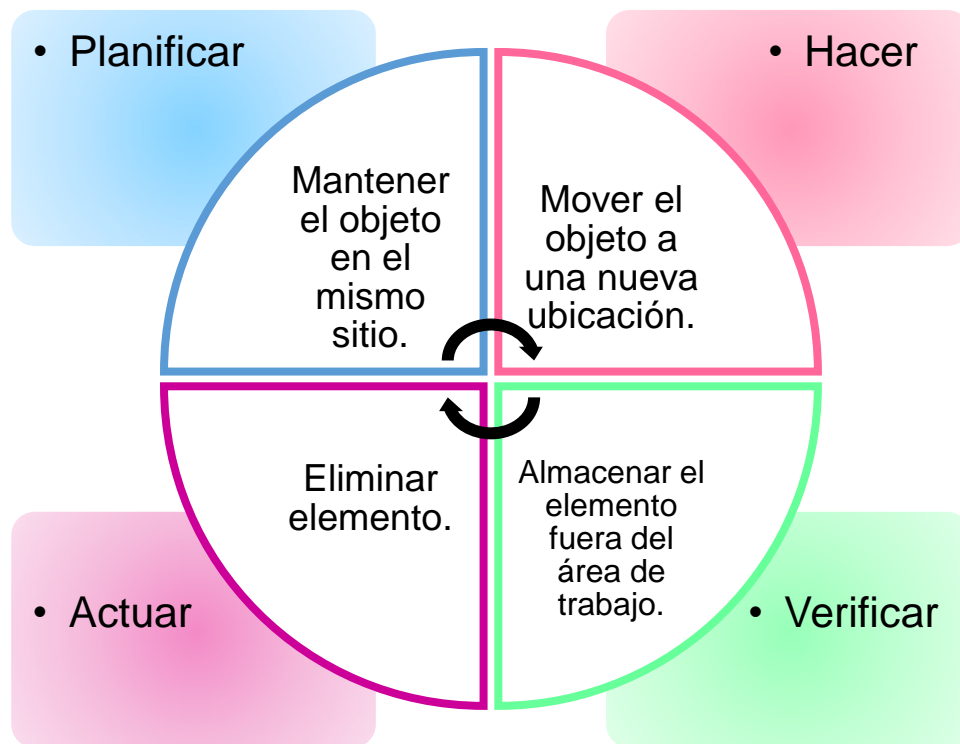 • Planificar
• Hacer
Mantener
el objeto
en el
mismo
sitio.
Mover el
objeto a
una nueva
ubicación.
Eliminar
elemento.
Almacenar el
elemento
fuera del
área de
trabajo.
• Actuar
• Verificar